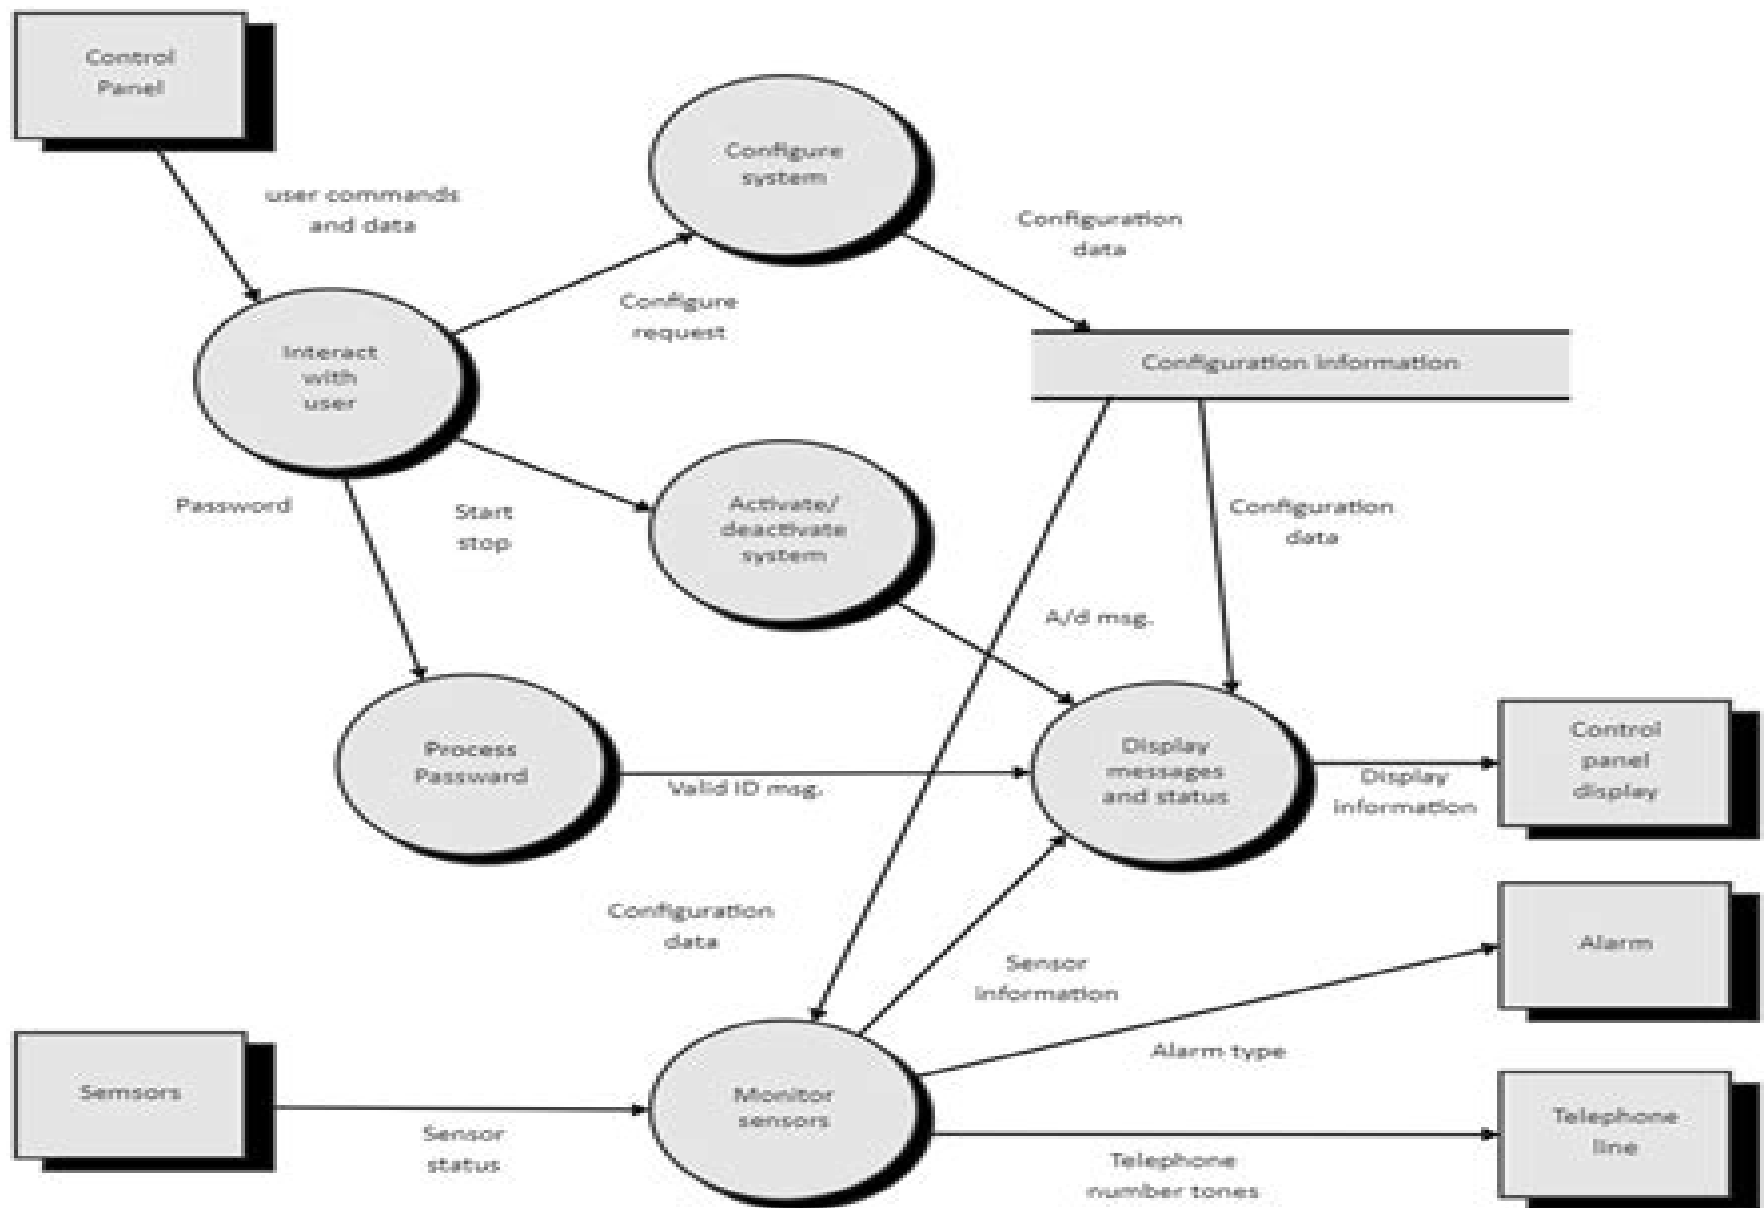 Control
Panel
user commands
and data
Configure
system
Configuration
data
Configure
request
Interact
with
user
Configuration information
Password
Start
stop
Activate/
deactivate
system
Configuration
data
A/d msg.
Process
Passward
Valid ID msg.
Display
messages
and status
Display
information
Control
panel
display
Configuration
data
Sensor
information
Alarm
Alarm type
Semsors
Sensor
status
Monitor
sensors
Telephone
number tones
Telephone
line